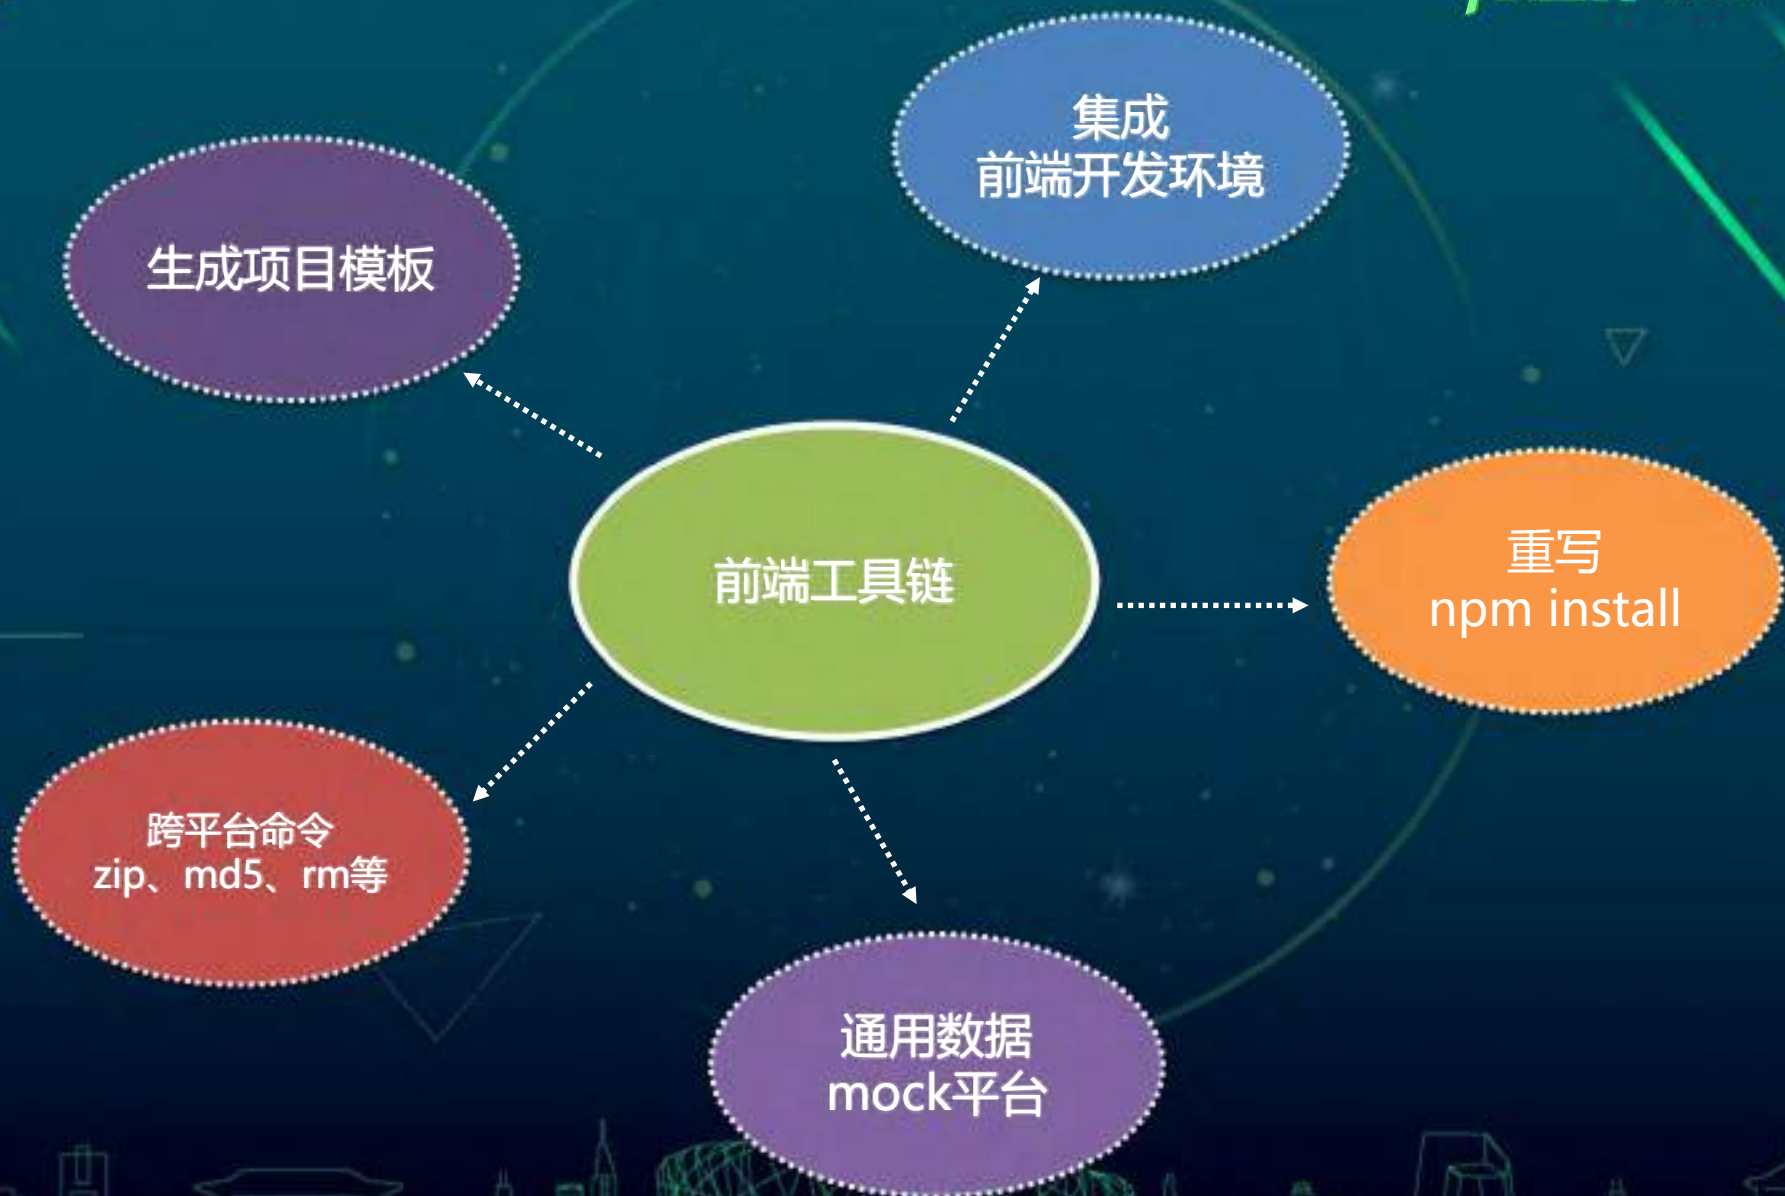 集成
前端开发环境
生成项目模板
前端工具链
重写
npm install
跨平台命令
zip、md5、rm等
通用数据
mock平台